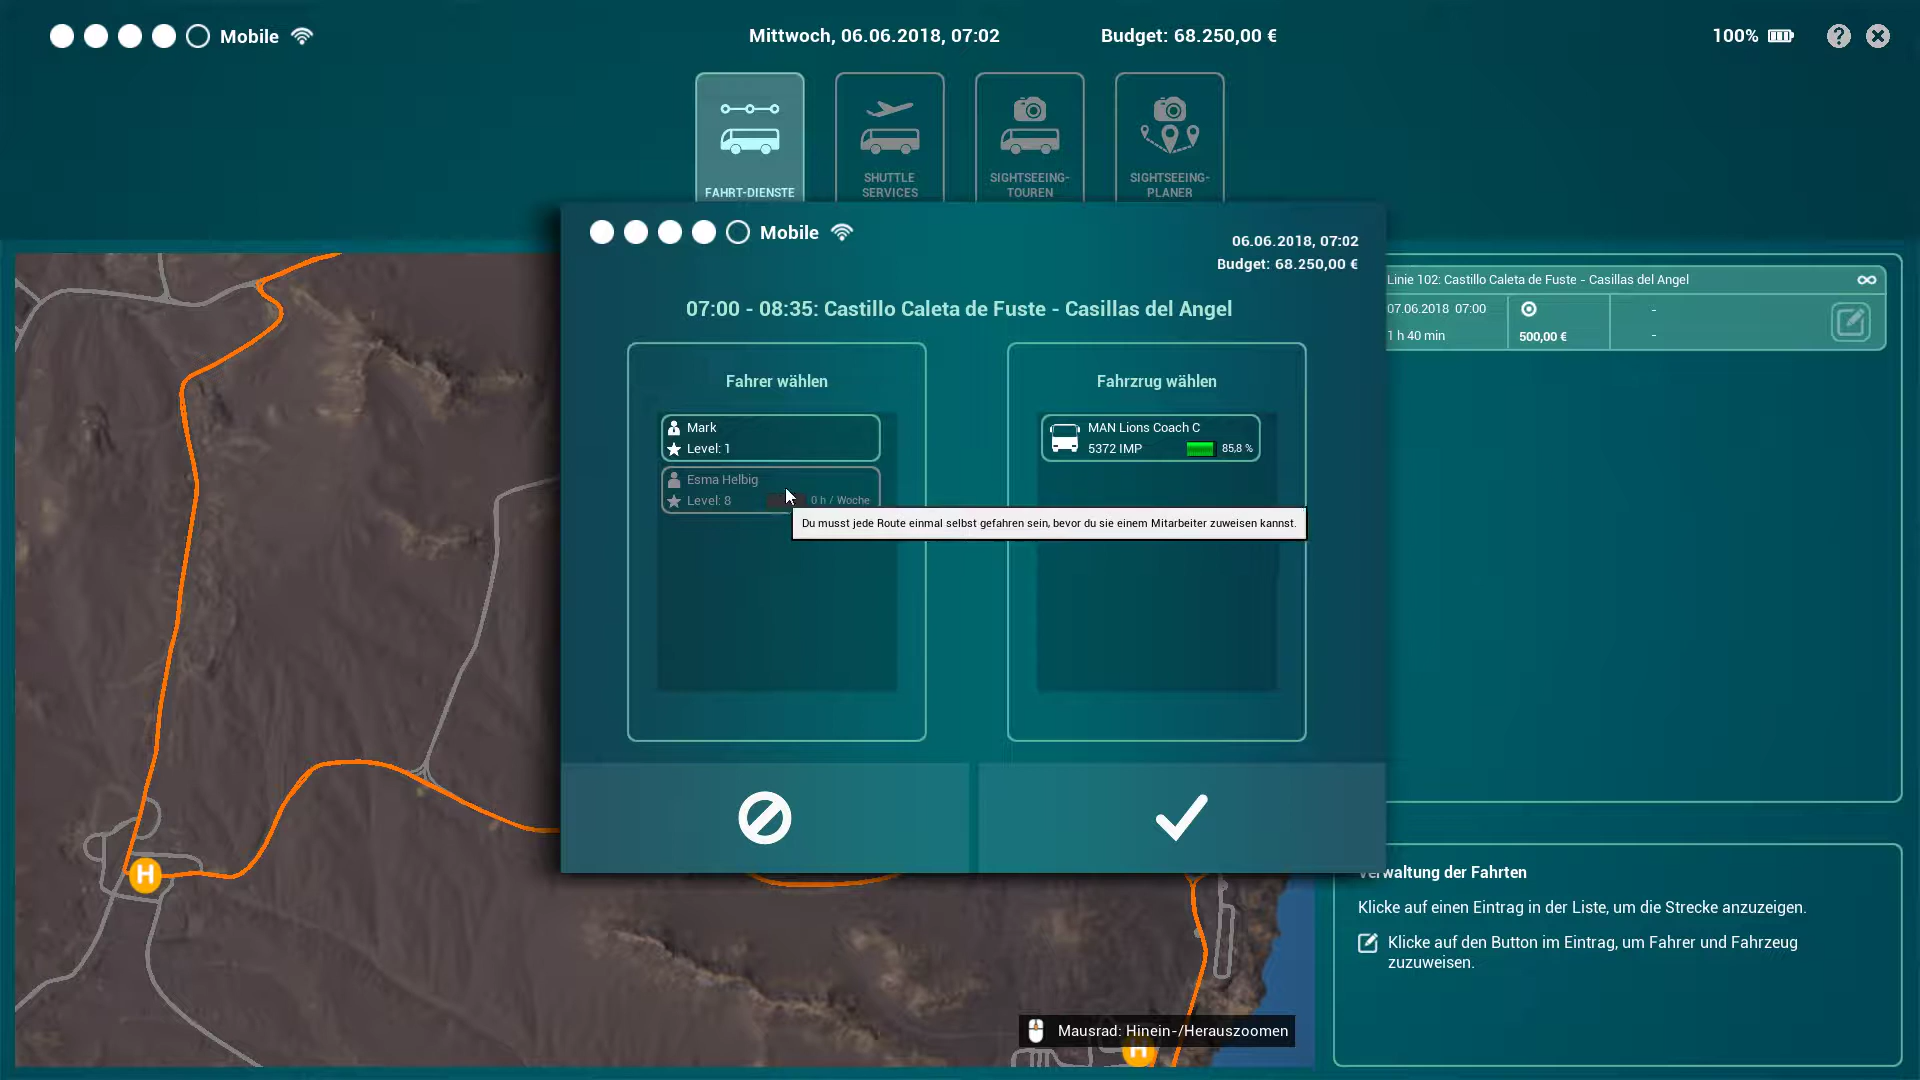 Mobile
Mittwoch, 06.06.2018, 07:02
Budget: 68.250,00 €
100%
FAHRT-DIENSTE
SHUTTLE
SERVICES
SIGHTSEEING-
TOUREN
SIGHTSEEING-
PLANER
Mobile
06.06.2018, 07:02
Budget: 68.250,00 €
07:00 - 08:35: Castillo Caleta de Fuste - Casillas del Angel
Fahrer wählen
Mark
Level: 1
Esma Helbig
Level: 8
0 h / Woche
Fahrzrug wählen
MAN Lions Coach C
5372 IMP
85,8 %
Du musst jede Route einmal selbst gefahren sein, bevor du sie einem Mitarbeiter zuweisen kannst.
Linie 102: Castillo Caleta de Fuste - Casillas del Angel
07.06.2018 07:00
1 h 40 min
500,00 €
-
-
Verwaltung der Fahrten
Klicke auf einen Eintrag in der Liste, um die Strecke anzuzeigen.
Klicke auf den Button im Eintrag, um Fahrer und Fahrzeug
zuzuweisen.
H
H
Mausrad: Hinein-/Herauszoomen